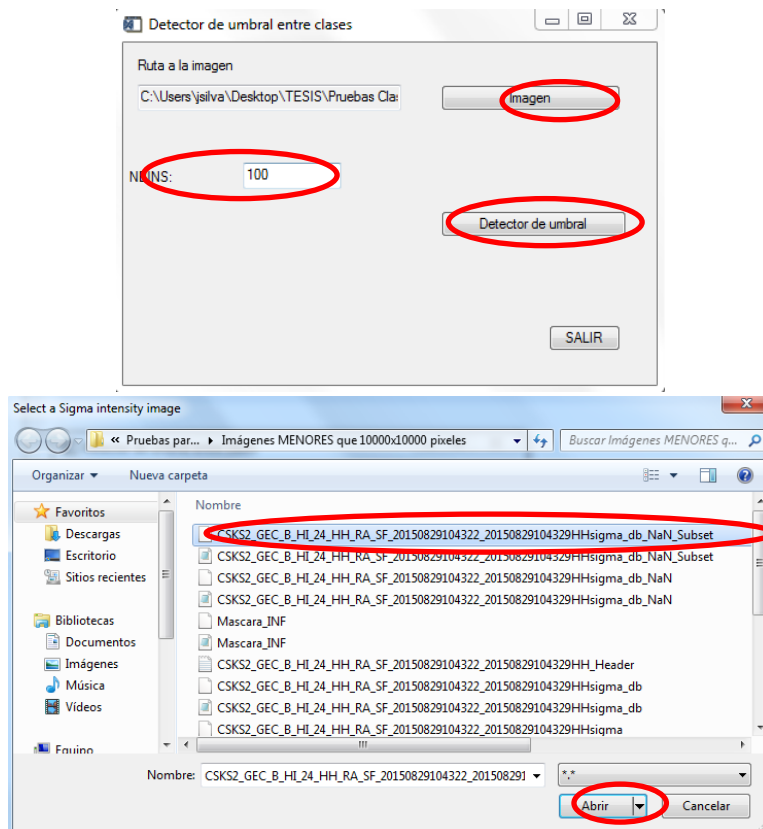 Detector de umbral entre clases
Ruta a la imagen
C:\Users\jsilva\Desktop\TESIS\Pruebas Cla:
Imagen
NBINS:
100
Detector de umbral
SALIR
Select a Sigma intensity image
« Pruebas par... ▸ Imágenes MENORES que 10000x10000 pixeles
Buscar Imágenes MENORES q...
Organizar
Nueva carpeta
Favoritos
Descargas
Escritorio
Sitios recientes
Bibliotecas
Documentos
Imágenes
Música
Vídeos
Equipo
Nombre
CSKS2_GEC_B_HI_24_HH_RA_SF_20150829104322_20150829104329HHsigma_db_NaN_Subset
CSKS2_GEC_B_HI_24_HH_RA_SF_20150829104322_20150829104329HHsigma_db_NaN_Subset
CSKS2_GEC_B_HI_24_HH_RA_SF_20150829104322_20150829104329HHsigma_db_NaN
CSKS2_GEC_B_HI_24_HH_RA_SF_20150829104322_20150829104329HHsigma_db_NaN
Mascara_INF
Mascara_INF
CSKS2_GEC_B_HI_24_HH_RA_SF_20150829104322_20150829104329HH_Header
CSKS2_GEC_B_HI_24_HH_RA_SF_20150829104322_20150829104329HHsigma_db
CSKS2_GEC_B_HI_24_HH_RA_SF_20150829104322_20150829104329HHsigma_db
CSKS2_GEC_B_HI_24_HH_RA_SF_20150829104322_20150829104329HHsigma
Nombre:
CSKS2_GEC_B_HI_24_HH_RA_SF_20150829104322_201508291
*.*
Abrir
Cancelar